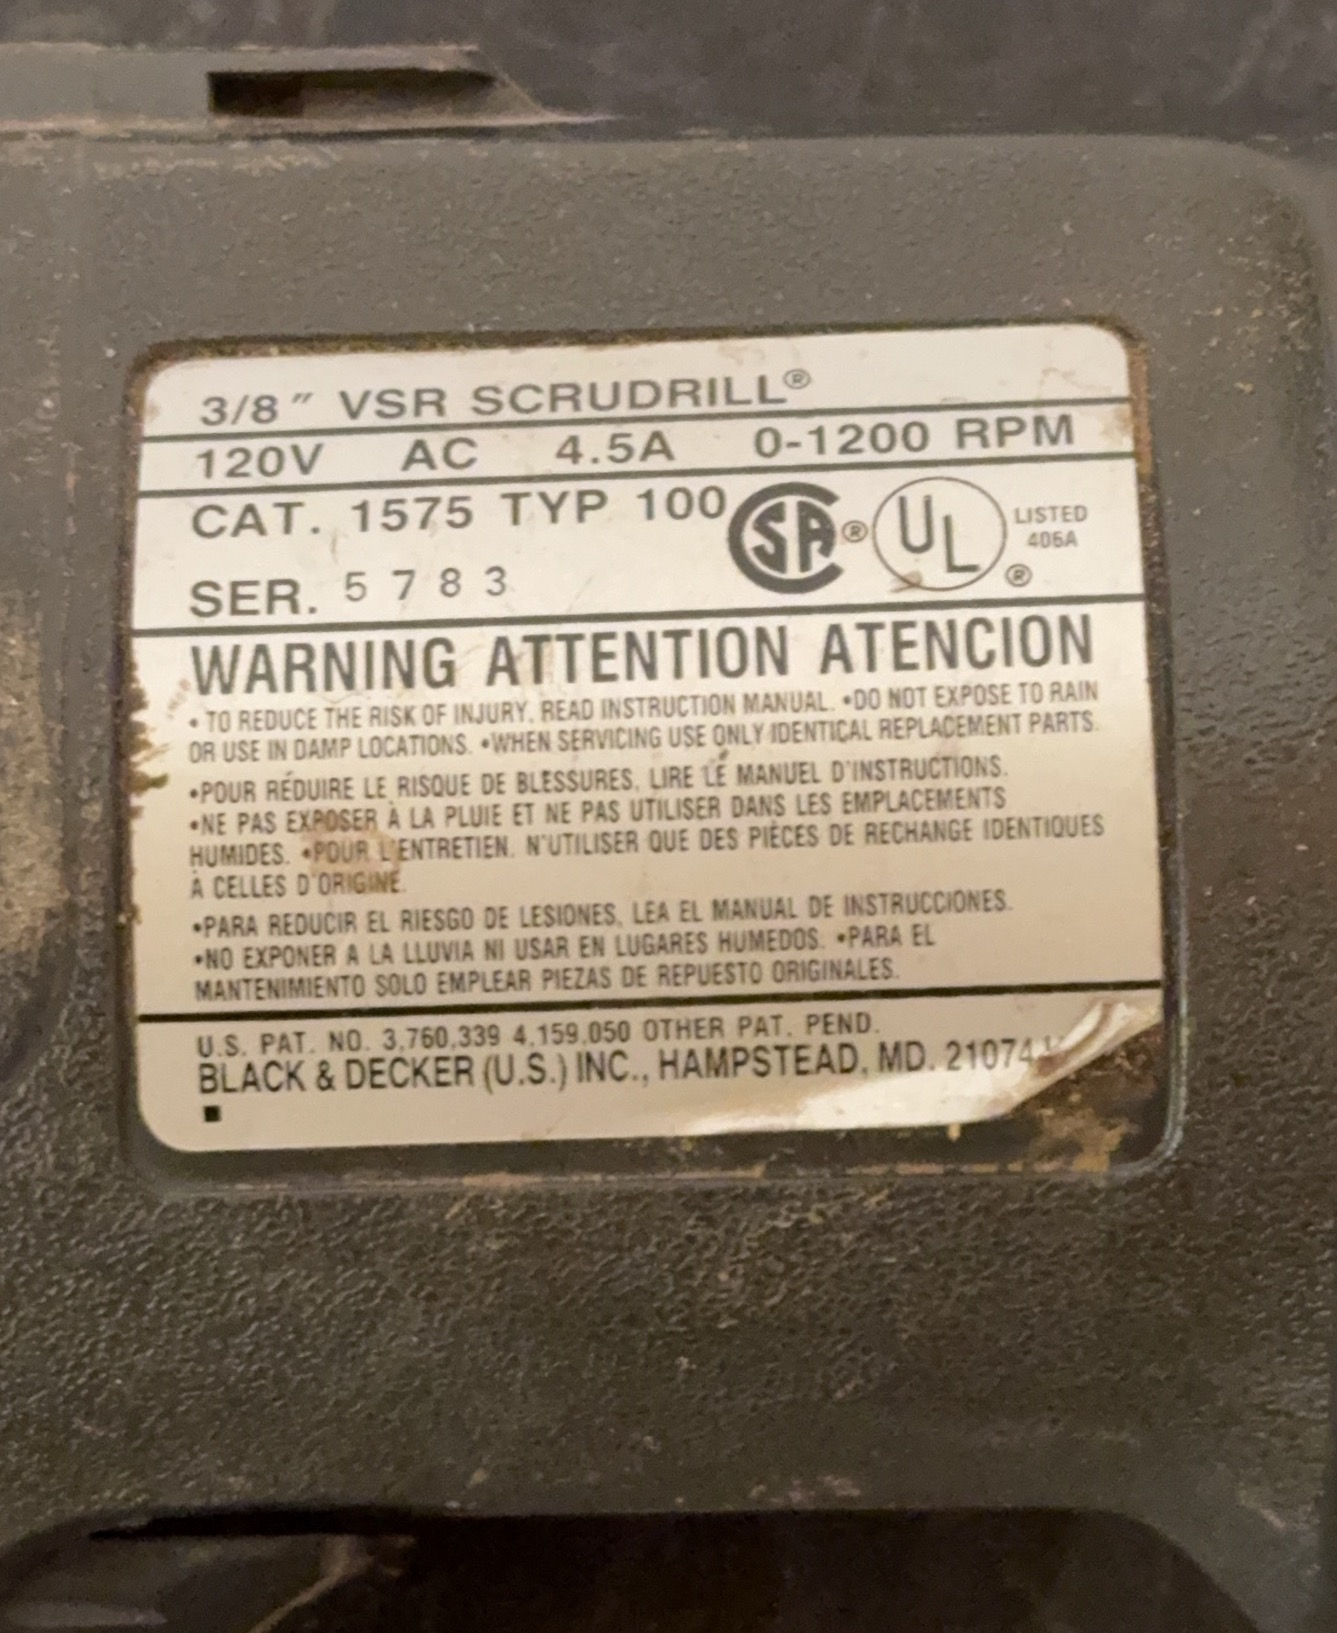 3/8" VSR SCRUDRILL®
120V AC 4.5A 0-1200 RPM
CAT. 1575 TYP 100 SA® UL® LISTED 406A
SER. 5783
WARNING ATTENTION ATENCION
• TO REDUCE THE RISK OF INJURY, READ INSTRUCTION MANUAL. •DO NOT EXPOSE TO RAIN
OR USE IN DAMP LOCATIONS. •WHEN SERVICING USE ONLY IDENTICAL REPLACEMENT PARTS.
•POUR RÉDUIRE LE RISQUE DE BLESSURES, LIRE LE MANUEL D'INSTRUCTIONS.
•NE PAS EXPOSER À LA PLUIE ET NE PAS UTILISER DANS LES EMPLACEMENTS
HUMIDES. •POUR L'ENTRETIEN. N'UTILISER QUE DES PIÈCES DE RECHANGE IDENTIQUES
À CELLES D'ORIGINE.
•PARA REDUCIR EL RIESGO DE LESIONES, LEA EL MANUAL DE INSTRUCCIONES.
•NO EXPONER A LA LLUVIA NI USAR EN LUGARES HUMEDOS. •PARA EL
MANTENIMIENTO SOLO EMPLEAR PIEZAS DE REPUESTO ORIGINALES.
U.S. PAT. NO. 3,760,339 4,159,050 OTHER PAT. PEND.
BLACK & DECKER (U.S.) INC., HAMPSTEAD, MD. 21074